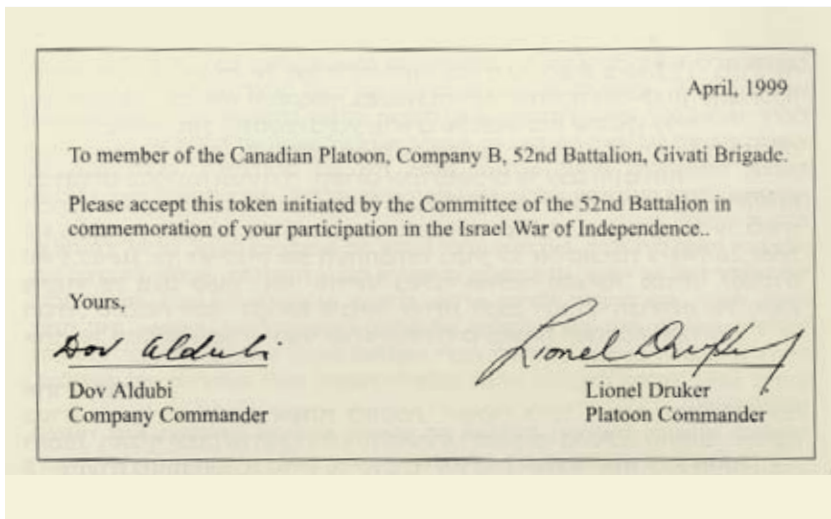 April, 1999
To member of the Canadian Platoon, Company B, 52nd Battalion, Givati Brigade.
Please accept this token initiated by the Committee of the 52nd Battalion in
commemoration of your participation in the Israel War of Independence..
Yours,
Dov Aldubi
Lionel Druker
Dov Aldubi
Lionel Druker
Company Commander
Platoon Commander